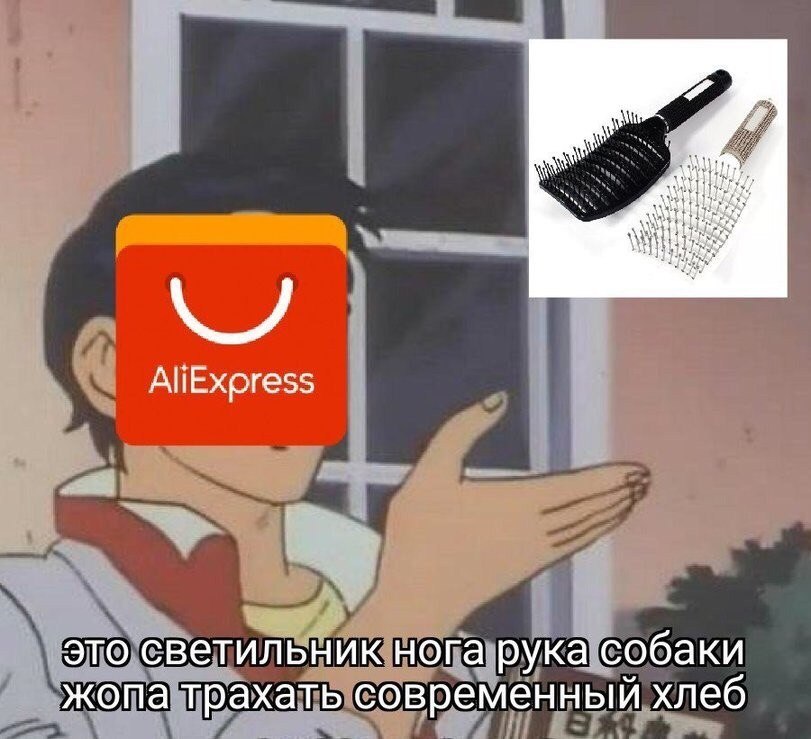 AliExpress
это светильник нога рука собаки
жопа трахать современный хлеб